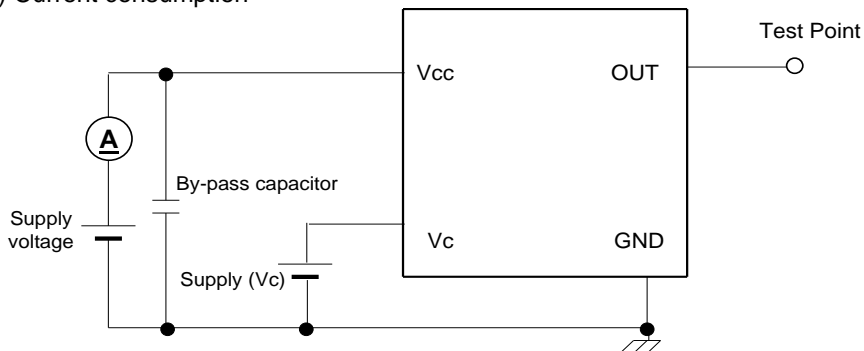 ) Current consumption
Test Point
Vcc
OUT
A
By-pass capacitor
Supply
voltage
Vc
GND
Supply (Vc)